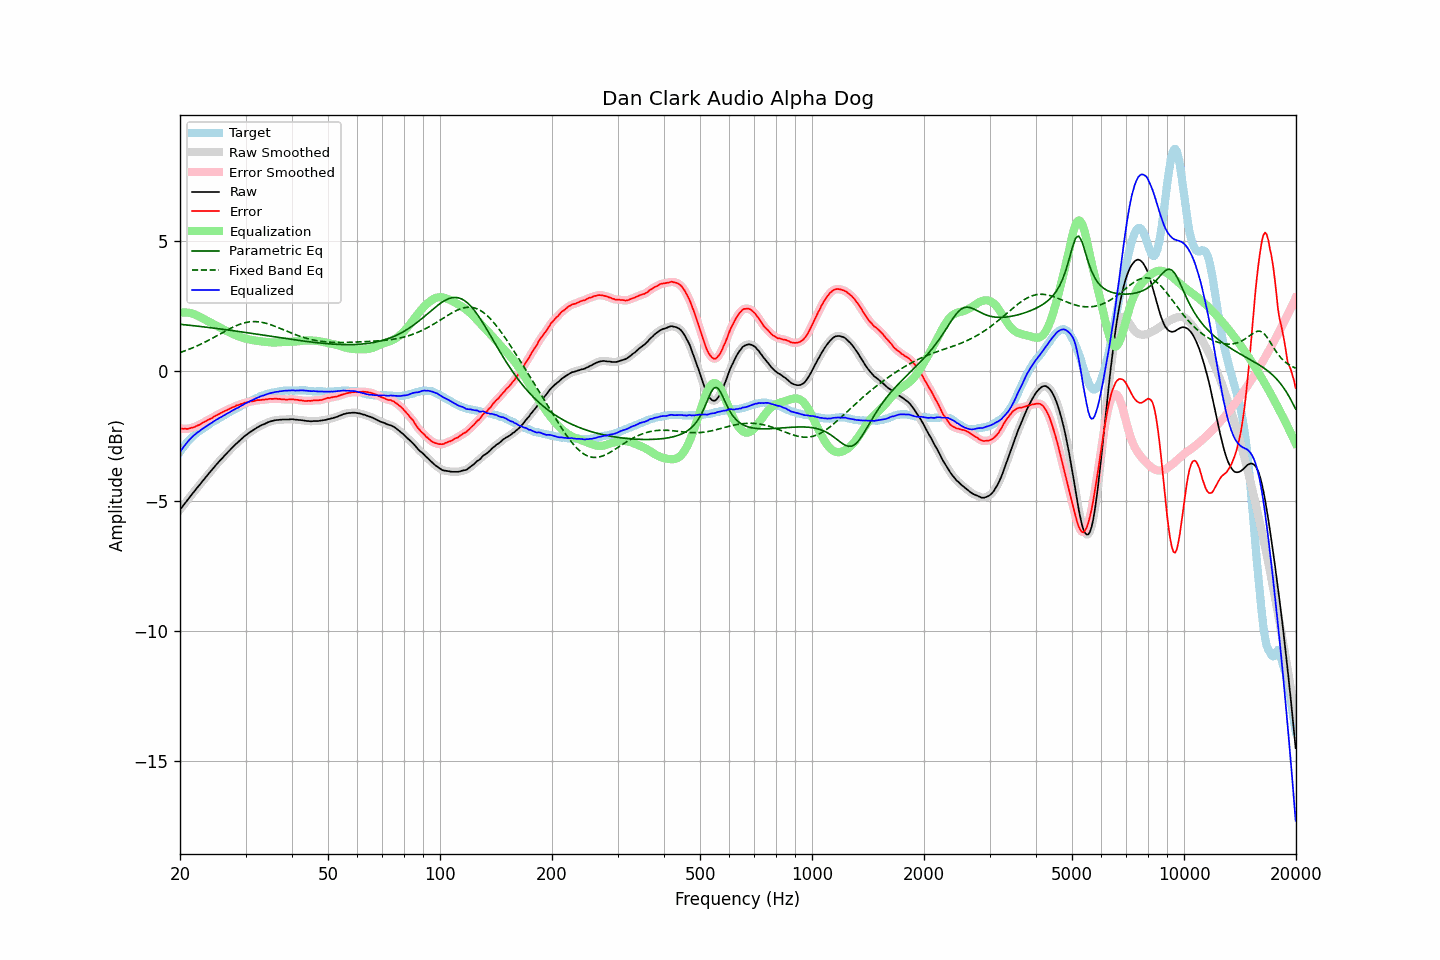 Dan Clark Audio Alpha Dog
Target
Raw Smoothed
Error Smoothed
Raw
Error
Equalization
Parametric Eq
Fixed Band Eq
Equalized
Amplitude (dBr)
5
0
−5
−10
−15
20 50 100 200 500 1000 2000 5000 10000 20000
Frequency (Hz)